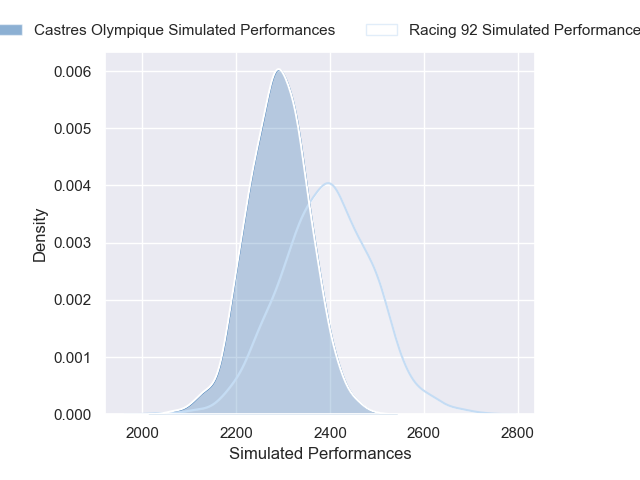 Castres Olympique Simulated Performances
Racing 92 Simulated Performance
0.006
0.005
0.004
0.003
0.002
0.001
0.000
Density
2000 2200 2400 2600 2800
Simulated Performances